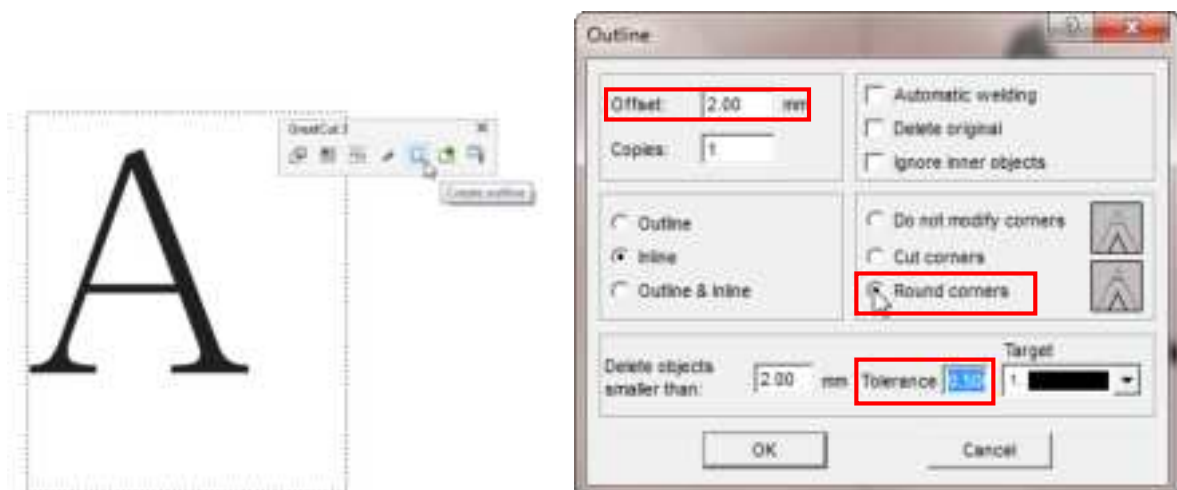 A
GreatCut 3
Create outline
Outline
Offset: 2.00 mm
Copies: 1
Automatic welding
Delete original
Ignore inner objects
Outline
Inline
Outline & Inline
Do not modify corners
Cut corners
Round corners
Delete objects smaller than: 2.00 mm
Tolerance
Target
1.
OK
Cancel